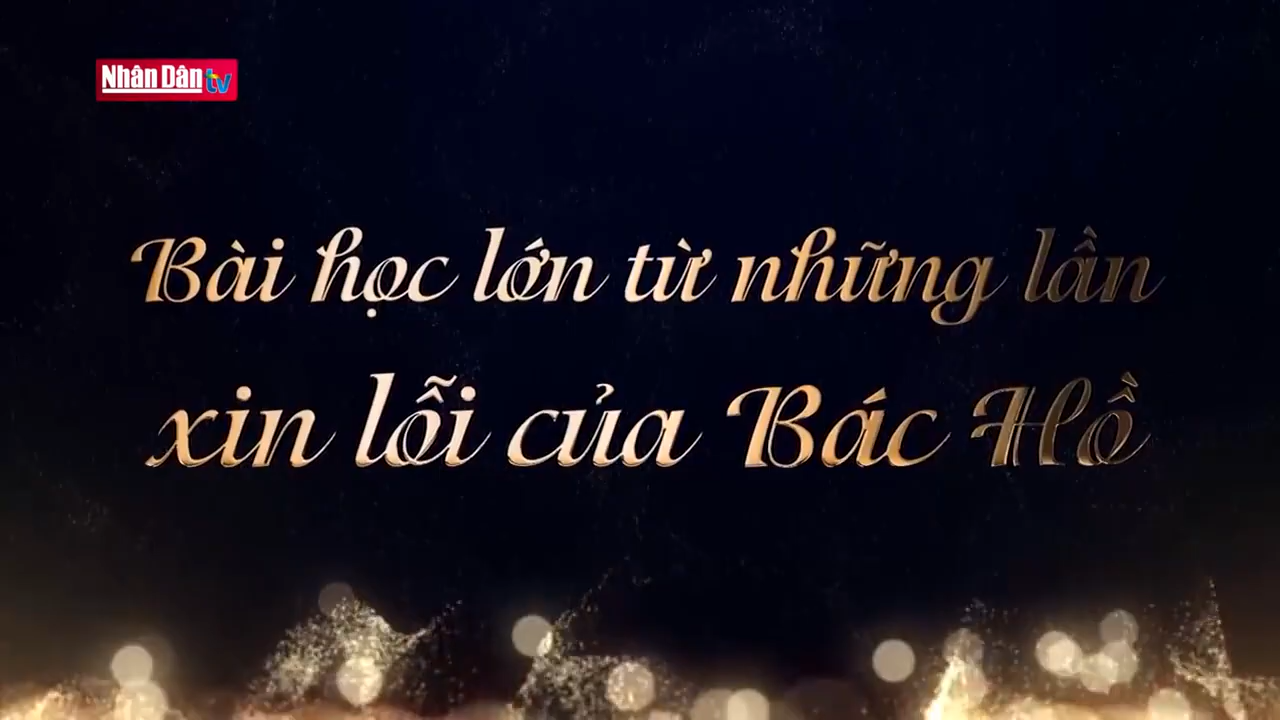 Nhân Dân tv
Bài học lớn từ những lần
xin lỗi của Bác Hồ